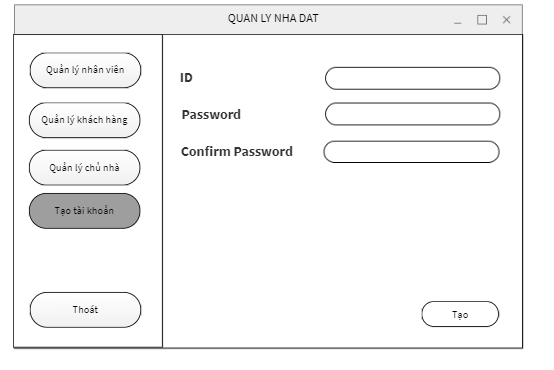 QUAN LY NHA DAT
Quản lý nhân viên
Quản lý khách hàng
Quản lý chủ nhà
Tạo tài khoản
Thoát
ID
Password
Confirm Password
Tạo